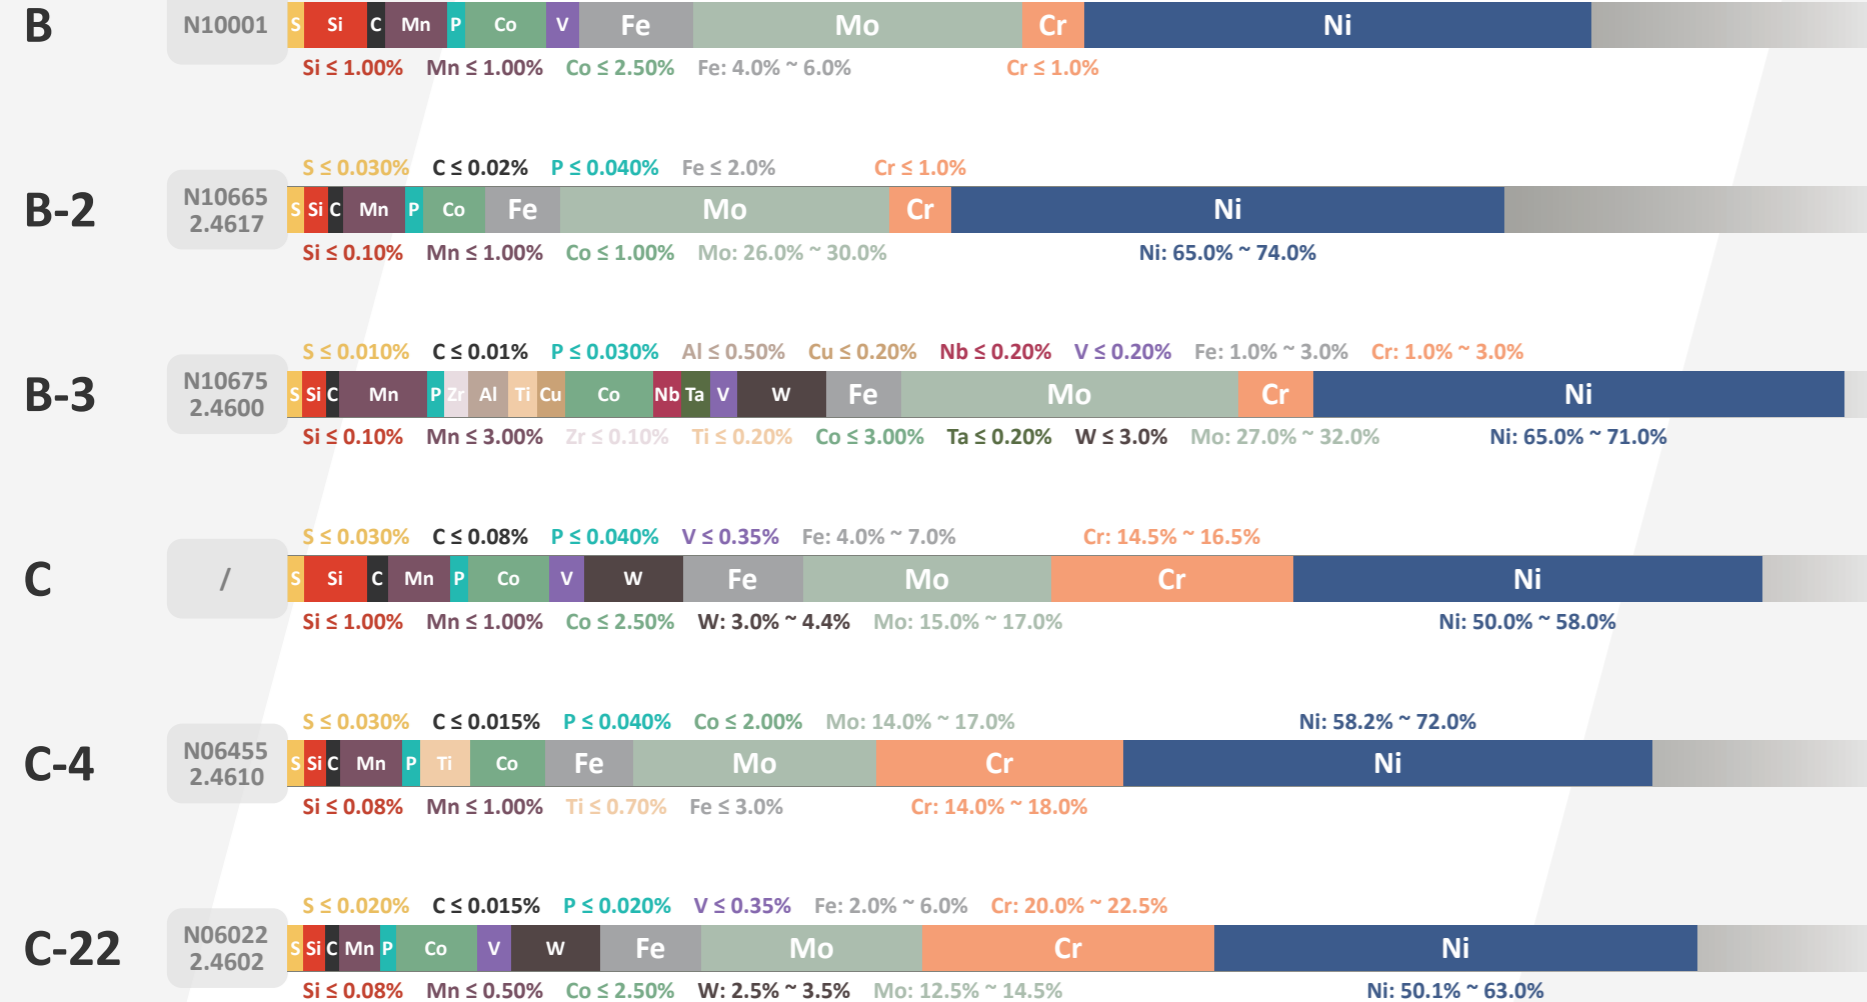 B
N10001
S Si C Mn P Co V Fe Mo Cr Ni
Si ≤ 1.00% Mn ≤ 1.00% Co ≤ 2.50% Fe: 4.0% ~ 6.0% Cr ≤ 1.0%
S ≤ 0.030% C ≤ 0.02% P ≤ 0.040% Fe ≤ 2.0% Cr ≤ 1.0%
B-2
N10665
2.4617
S Si C Mn P Co Fe Mo Cr Ni
Si ≤ 0.10% Mn ≤ 1.00% Co ≤ 1.00% Mo: 26.0% ~ 30.0% Ni: 65.0% ~ 74.0%
S ≤ 0.010% C ≤ 0.01% P ≤ 0.030% Al ≤ 0.50% Cu ≤ 0.20% Nb ≤ 0.20% V ≤ 0.20% Fe: 1.0% ~ 3.0% Cr: 1.0% ~ 3.0%
B-3
N10675
2.4600
S Si C Mn P Zr Al Ti Cu Co Nb Ta V W Fe Mo Cr Ni
Si ≤ 0.10% Mn ≤ 3.00% Zr ≤ 0.10% Ti ≤ 0.20% Co ≤ 3.00% Ta ≤ 0.20% W ≤ 3.0% Mo: 27.0% ~ 32.0% Ni: 65.0% ~ 71.0%
S ≤ 0.030% C ≤ 0.08% P ≤ 0.040% V ≤ 0.35% Fe: 4.0% ~ 7.0% Cr: 14.5% ~ 16.5%
C
/
S Si C Mn P Co V W Fe Mo Cr Ni
Si ≤ 1.00% Mn ≤ 1.00% Co ≤ 2.50% W: 3.0% ~ 4.4% Mo: 15.0% ~ 17.0% Ni: 50.0% ~ 58.0%
S ≤ 0.030% C ≤ 0.015% P ≤ 0.040% Co ≤ 2.00% Mo: 14.0% ~ 17.0% Ni: 58.2% ~ 72.0%
C-4
N06455
2.4610
S Si C Mn P Ti Co Fe Mo Cr Ni
Si ≤ 0.08% Mn ≤ 1.00% Ti ≤ 0.70% Fe ≤ 3.0% Cr: 14.0% ~ 18.0%
S ≤ 0.020% C ≤ 0.015% P ≤ 0.020% V ≤ 0.35% Fe: 2.0% ~ 6.0% Cr: 20.0% ~ 22.5%
C-22
N06022
2.4602
S Si C Mn P Co V W Fe Mo Cr Ni
Si ≤ 0.08% Mn ≤ 0.50% Co ≤ 2.50% W: 2.5% ~ 3.5% Mo: 12.5% ~ 14.5% Ni: 50.1% ~ 63.0%